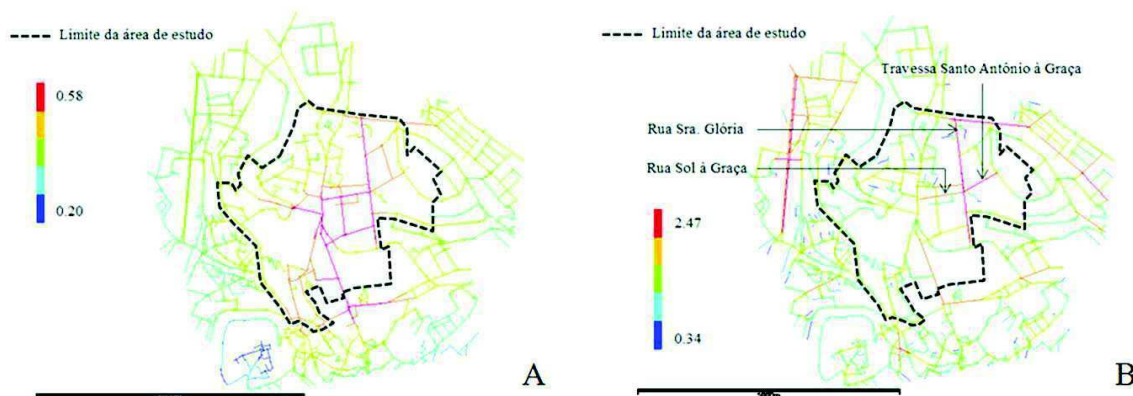 Limite da área de estudo
0.58
0.20
A
Limite da área de estudo
Travessa Santo Antônio à Graça
Rua Sra. Glória
Rua Sol à Graça
2.47
0.34
B